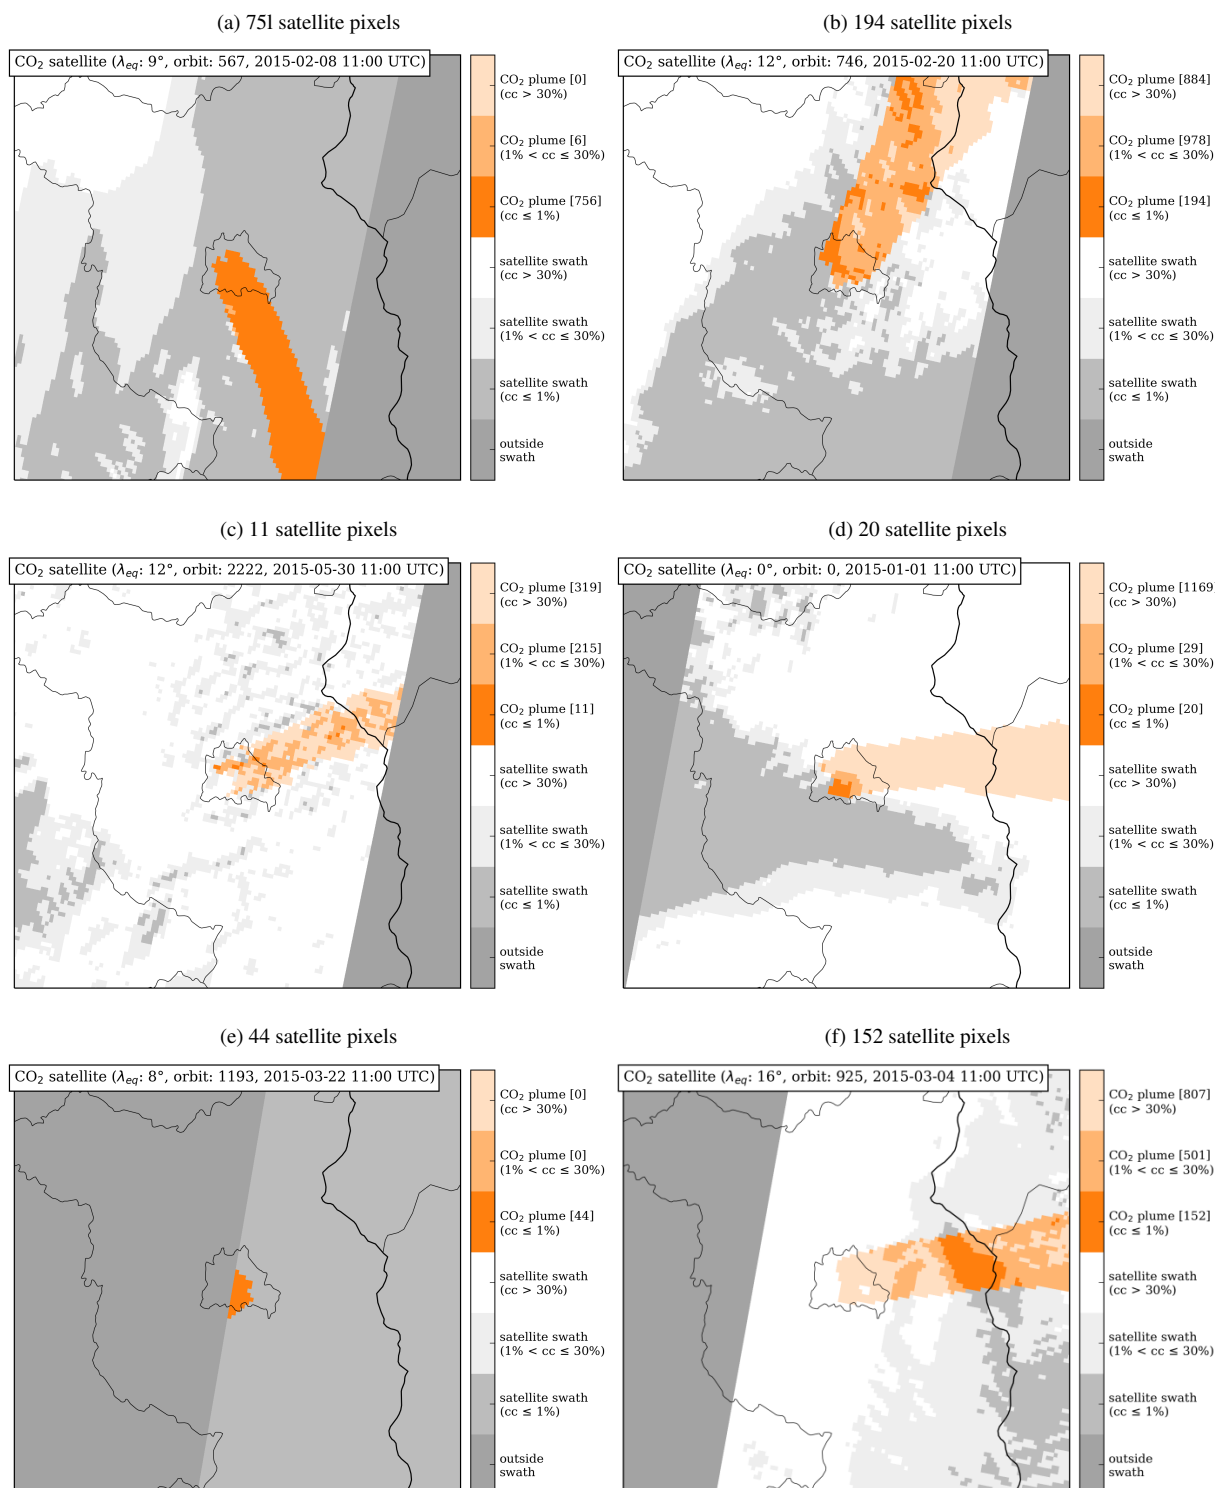 (a) 75l satellite pixels
CO₂ satellite (λeq: 9°, orbit: 567, 2015-02-08 11:00 UTC)
CO₂ plume [0]
(cc > 30%)
CO₂ plume [6]
(1% < cc ≤ 30%)
CO₂ plume [756]
(cc ≤ 1%)
satellite swath
(cc > 30%)
satellite swath
(1% < cc ≤ 30%)
satellite swath
(cc ≤ 1%)
outside
swath
(b) 194 satellite pixels
CO₂ satellite (λeq: 12°, orbit: 746, 2015-02-20 11:00 UTC)
CO₂ plume [884]
(cc > 30%)
CO₂ plume [978]
(1% < cc ≤ 30%)
CO₂ plume [194]
(cc ≤ 1%)
satellite swath
(cc > 30%)
satellite swath
(1% < cc ≤ 30%)
satellite swath
(cc ≤ 1%)
outside
swath
(c) 11 satellite pixels
CO₂ satellite (λeq: 12°, orbit: 2222, 2015-05-30 11:00 UTC)
CO₂ plume [319]
(cc > 30%)
CO₂ plume [215]
(1% < cc ≤ 30%)
CO₂ plume [11]
(cc ≤ 1%)
satellite swath
(cc > 30%)
satellite swath
(1% < cc ≤ 30%)
satellite swath
(cc ≤ 1%)
outside
swath
(d) 20 satellite pixels
CO₂ satellite (λeq: 0°, orbit: 0, 2015-01-01 11:00 UTC)
CO₂ plume [1169]
(cc > 30%)
CO₂ plume [29]
(1% < cc ≤ 30%)
CO₂ plume [20]
(cc ≤ 1%)
satellite swath
(cc > 30%)
satellite swath
(1% < cc ≤ 30%)
satellite swath
(cc ≤ 1%)
outside
swath
(e) 44 satellite pixels
CO₂ satellite (λeq: 8°, orbit: 1193, 2015-03-22 11:00 UTC)
CO₂ plume [0]
(cc > 30%)
CO₂ plume [0]
(1% < cc ≤ 30%)
CO₂ plume [44]
(cc ≤ 1%)
satellite swath
(cc > 30%)
satellite swath
(1% < cc ≤ 30%)
satellite swath
(cc ≤ 1%)
outside
swath
(f) 152 satellite pixels
CO₂ satellite (λeq: 16°, orbit: 925, 2015-03-04 11:00 UTC)
CO₂ plume [807]
(cc > 30%)
CO₂ plume [501]
(1% < cc ≤ 30%)
CO₂ plume [152]
(cc ≤ 1%)
satellite swath
(cc > 30%)
satellite swath
(1% < cc ≤ 30%)
satellite swath
(cc ≤ 1%)
outside
swath